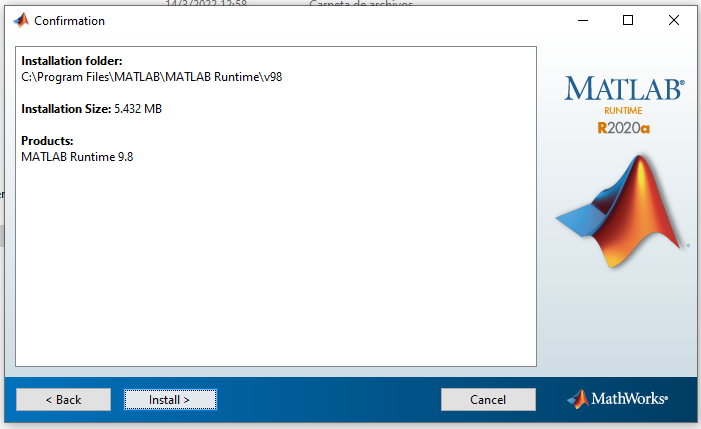 14/3/2022 12:58 Carpeta de archivos
Confirmation
Installation folder:
C:\Program Files\MATLAB\MATLAB Runtime\v98
Installation Size: 5.432 MB
Products:
MATLAB Runtime 9.8
MATLAB®
RUNTIME
R2020a
< Back
Install >
Cancel
MathWorks®